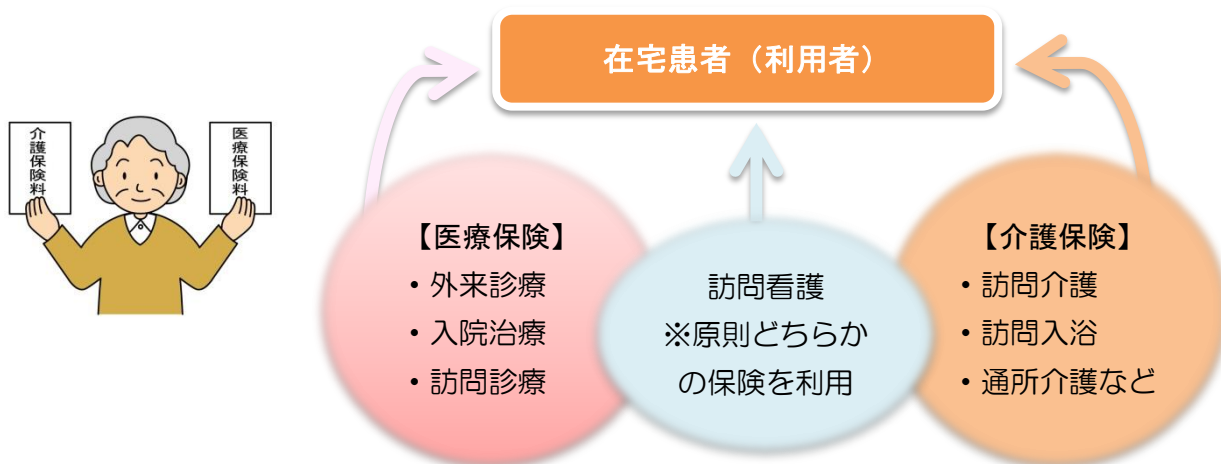 在宅患者（利用者）
介護保険料
医療保険料
【医療保険】
・外来診療
・入院治療
・訪問診療
訪問看護
※原則どちらか
の保険を利用
【介護保険】
・訪問介護
・訪問入浴
・通所介護など